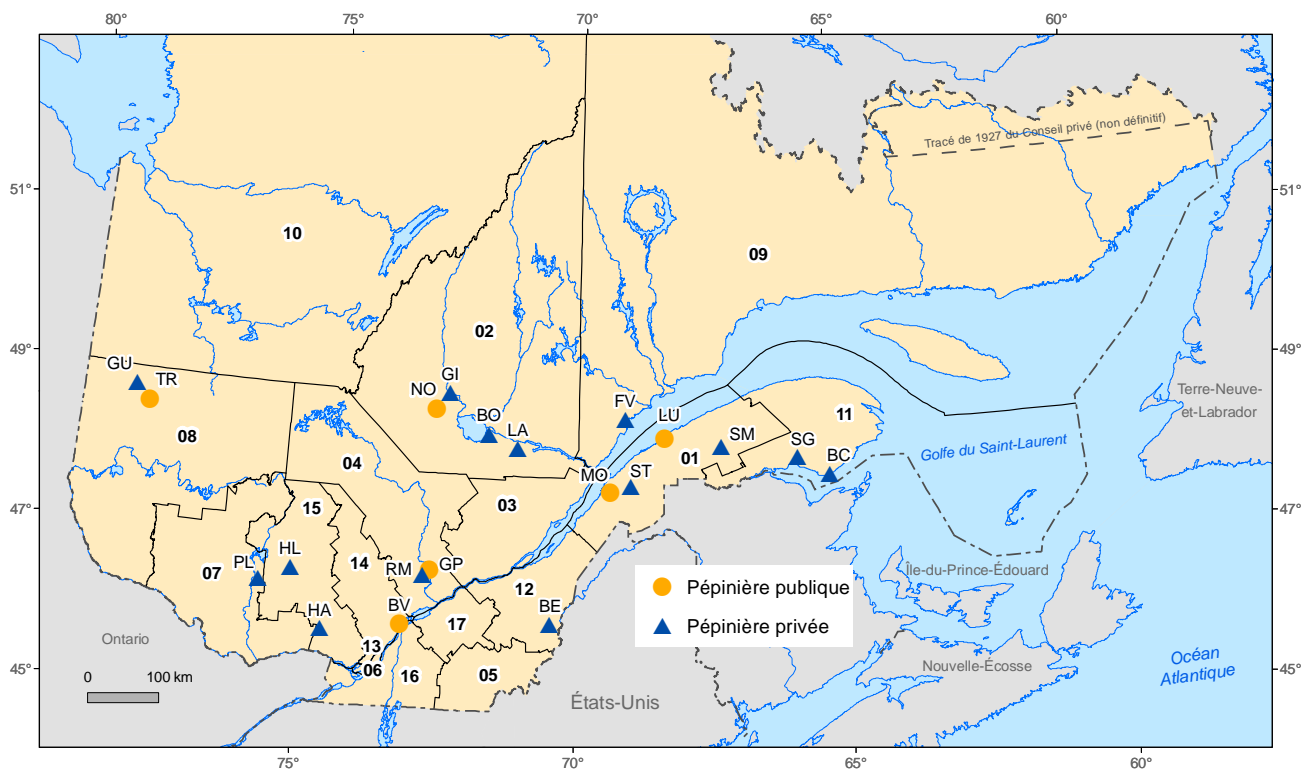 80°
75°
70°
65°
60°
Tracé de 1927 du Conseil privé (non définitif)
51°
51°
10
09
02
49°
49°
GU
TR
NO
GI
BO
LA
FV
LU
SM
SG
BC
11
01
08
04
MO
ST
Terre-Neuve-
et-Labrador
Golfe du Saint-Laurent
47°
47°
15
03
14
07
PL
HL
RM
GP
HA
BV
12
BE
17
13
06
16
05
Île-du-Prince-Édouard
Pépinière publique
Pépinière privée
Ontario
45°
45°
0
100 km
États-Unis
Nouvelle-Écosse
Océan
Atlantique
75°
70°
65°
60°